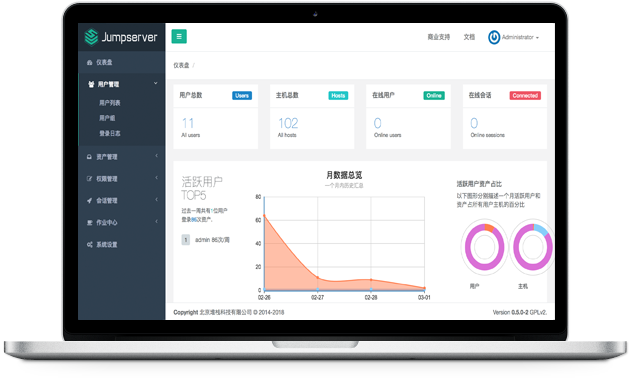 Jumpserver
商业支持 文档 Administrator
仪表盘
用户管理
用户列表
用户组
登录日志
资产管理
权限管理
会话管理
作业中心
系统设置
仪表盘 /
用户总数 Users
11
All users
主机总数 Hosts
102
All hosts
在线用户 Online
0
Online users
在线会话 Connected
0
Online sessions
活跃用户
TOP5
过去一周共有1位用户
登录86次资产.
1 admin 86次/周
月数据总览
一个月内历史汇总
80
60
40
20
0
02-26 02-27 02-28 03-01
活跃用户资产占比
以下图形分别描述一个月活跃用户和
资产占所有用户主机的百分比
用户 主机
Copyright 北京堆栈科技有限公司 © 2014-2018
Version 0.5.0-2 GPLv2.